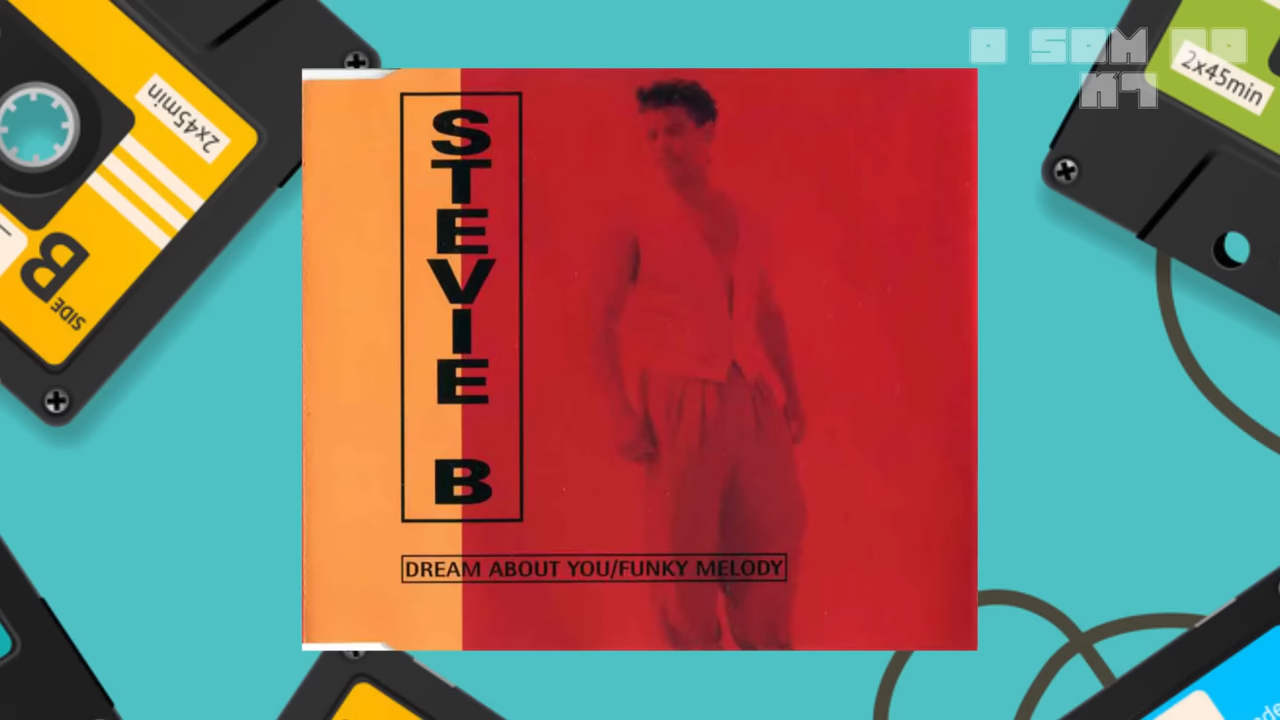 O SOM DO
K7
2x45min
2x45min
B
SIDE
STEVIE B
DREAM ABOUT YOU/FUNKY MELODY